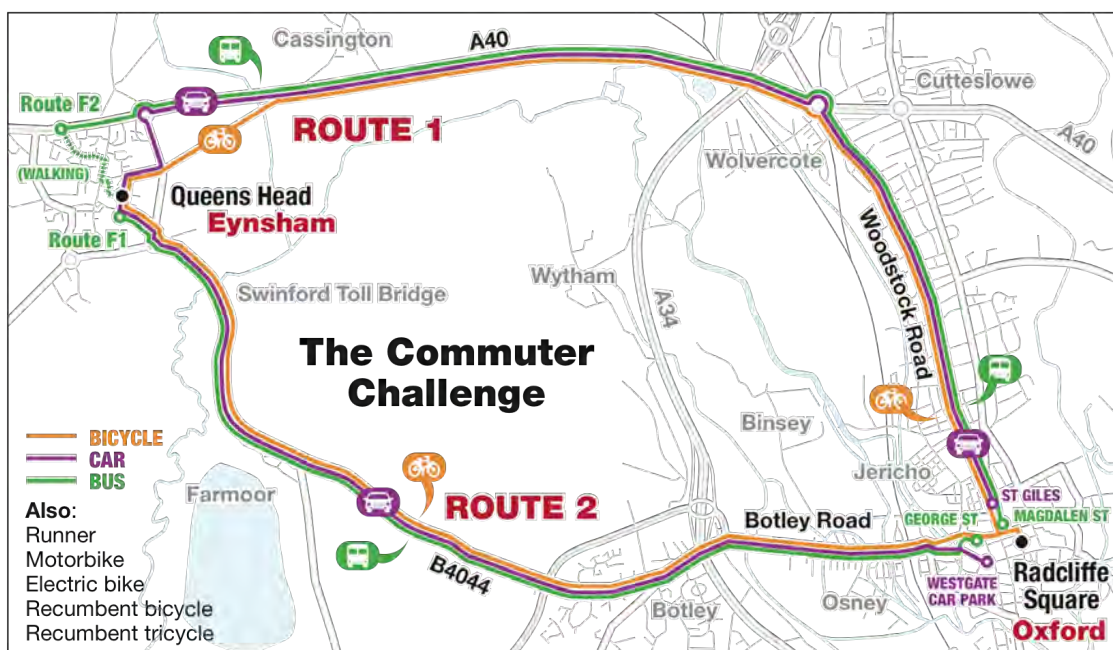 Cassington
A40
Cutteslowe
Route F2
ROUTE 1
A40
Wolvercote
(WALKING)
Queens Head
Eynsham
Route F1
Woodstock Road
Wytham
Swinford Toll Bridge
A34
The Commuter
Challenge
Binsey
BICYCLE
CAR
BUS
Jericho
Farmoor
ROUTE 2
ST GILES
Also:
Runner
Motorbike
Electric bike
Recumbent bicycle
Recumbent tricycle
Botley Road
GEORGE ST
MAGDALEN ST
B4044
WESTGATE
CAR PARK
Radcliffe
Square
Oxford
Osney
Botley